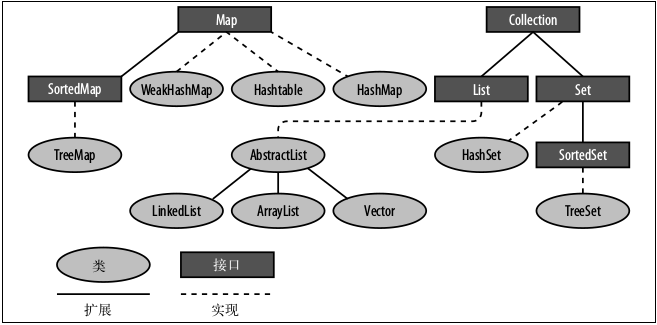 Map
Collection
SortedMap
WeakHashMap
Hashtable
HashMap
List
Set
TreeMap
AbstractList
HashSet
SortedSet
LinkedList
ArrayList
Vector
TreeSet
类
接口
扩展
实现